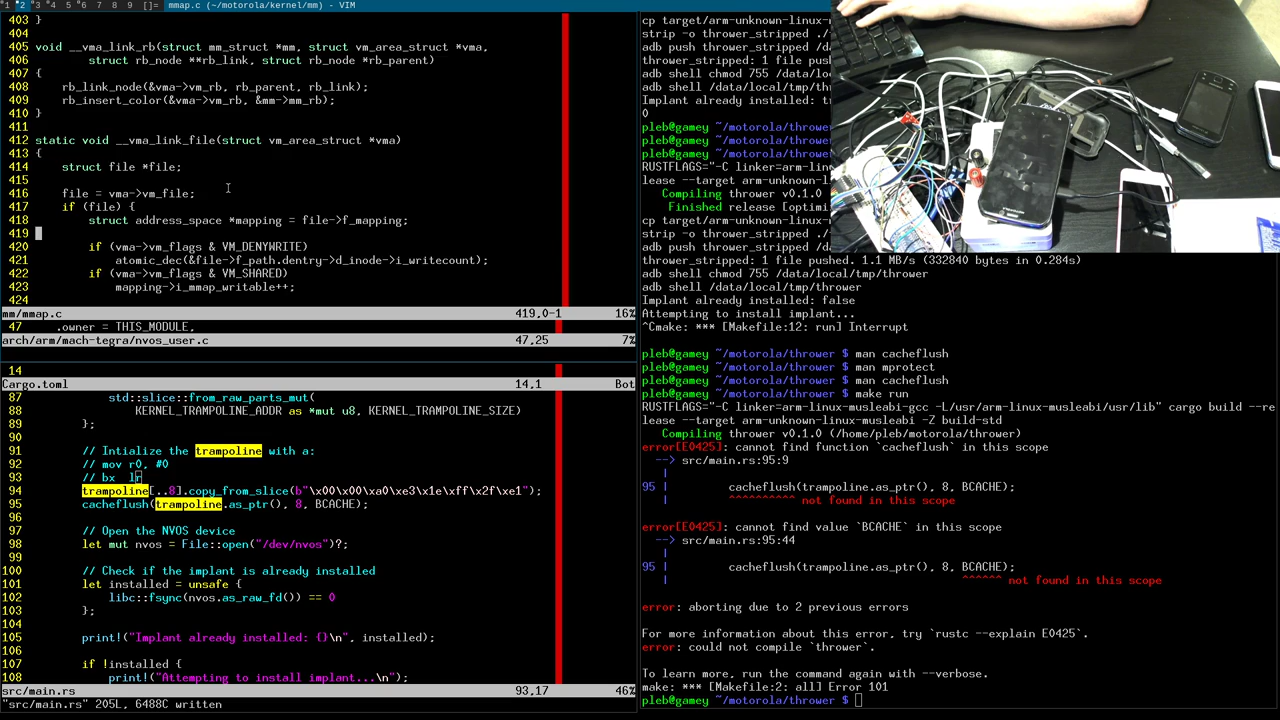 1 2 3 4 5 6 7 8 9 []= mmap.c (~/motorola/kernel/mm) - VIM
403 }
404
405 void __vma_link_rb(struct mm_struct *mm, struct vm_area_struct *vma,
406         struct rb_node **rb_link, struct rb_node *rb_parent)
407 {
408     rb_link_node(&vma->vm_rb, rb_parent, rb_link);
409     rb_insert_color(&vma->vm_rb, &mm->mm_rb);
410 }
411
412 static void __vma_link_file(struct vm_area_struct *vma)
413 {
414     struct file *file;
415
416     file = vma->vm_file;
417     if (file) {
418         struct address_space *mapping = file->f_mapping;
419
420         if (vma->vm_flags & VM_DENYWRITE)
421             atomic_dec(&file->f_path.dentry->d_inode->i_writecount);
422         if (vma->vm_flags & VM_SHARED)
423             mapping->i_mmap_writable++;
424
mm/mmap.c 419,0-1 16%
47    .owner = THIS_MODULE,
arch/arm/mach-tegra/nvos_user.c 47,25 7%
14
Cargo.toml 14,1 Bot
87             std::slice::from_raw_parts_mut(
88                 KERNEL_TRAMPOLINE_ADDR as *mut u8, KERNEL_TRAMPOLINE_SIZE)
89         };
90
91         // Intialize the trampoline with a:
92         // mov r0, #0
93         // bx  lr
94         trampoline[..8].copy_from_slice(b"\x00\x00\xa0\xe3\x1e\xff\x2f\xe1");
95         cacheflush(trampoline.as_ptr(), 8, BCACHE);
96
97         // Open the NVOS device
98         let mut nvos = File::open("/dev/nvos")?;
99
100         // Check if the implant is already installed
101         let installed = unsafe {
102             libc::fsync(nvos.as_raw_fd()) == 0
103         };
104
105         print!("Implant already installed: {}\n", installed);
106
107         if !installed {
108             print!("Attempting to install implant...\n");
src/main.rs 93,17 46%
"src/main.rs" 205L, 6488C written
cp target/arm-unknown-linux-
strip -o thrower_stripped ./
adb push thrower_stripped /d
thrower_stripped: 1 file pus
adb shell chmod 755 /data/lo
adb shell /data/local/tmp/th
Implant already installed: t
0
pleb@gamey ~/motorola/thrower
pleb@gamey ~/motorola/thrower
pleb@gamey ~/motorola/thrower
RUSTFLAGS="-C linker=arm-lin
lease --target arm-unknown-l
Compiling thrower v0.1.0 (
Finished release [optimi
cp target/arm-unknown-linux-
strip -o thrower_stripped ./
adb push thrower_stripped /d
thrower_stripped: 1 file pushed. 1.1 MB/s (332840 bytes in 0.284s)
adb shell chmod 755 /data/local/tmp/thrower
adb shell /data/local/tmp/thrower
Implant already installed: false
Attempting to install implant...
^Cmake: *** [Makefile:12: run] Interrupt
pleb@gamey ~/motorola/thrower $ man cacheflush
pleb@gamey ~/motorola/thrower $ man mprotect
pleb@gamey ~/motorola/thrower $ man cacheflush
pleb@gamey ~/motorola/thrower $ make run
RUSTFLAGS="-C linker=arm-linux-musleabi-gcc -L/usr/arm-linux-musleabi/usr/lib" cargo build --re
lease --target arm-unknown-linux-musleabi -Z build-std
Compiling thrower v0.1.0 (/home/pleb/motorola/thrower)
error[E0425]: cannot find function `cacheflush` in this scope
--> src/main.rs:95:9
|
95 |         cacheflush(trampoline.as_ptr(), 8, BCACHE);
|         ^^^^^^^^^^ not found in this scope
error[E0425]: cannot find value `BCACHE` in this scope
--> src/main.rs:95:44
|
95 |         cacheflush(trampoline.as_ptr(), 8, BCACHE);
|                                            ^^^^^^ not found in this scope
error: aborting due to 2 previous errors
For more information about this error, try `rustc --explain E0425`.
error: could not compile `thrower`.
To learn more, run the command again with --verbose.
make: *** [Makefile:2: all] Error 101
pleb@gamey ~/motorola/thrower $